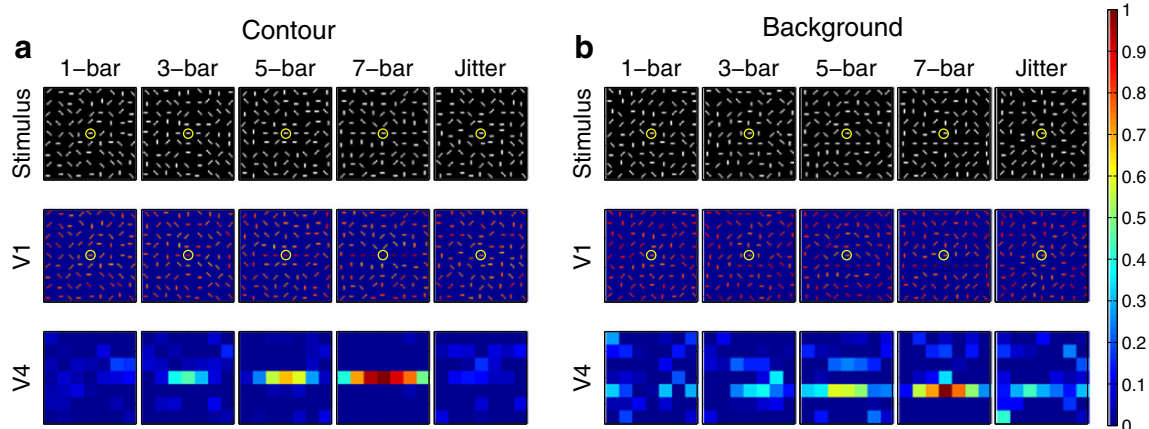 a
Contour
1−bar 3−bar 5−bar 7−bar Jitter
Stimulus
V1
V4
b
Background
1−bar 3−bar 5−bar 7−bar Jitter
Stimulus
V1
V4
1
0.9
0.8
0.7
0.6
0.5
0.4
0.3
0.2
0.1
0